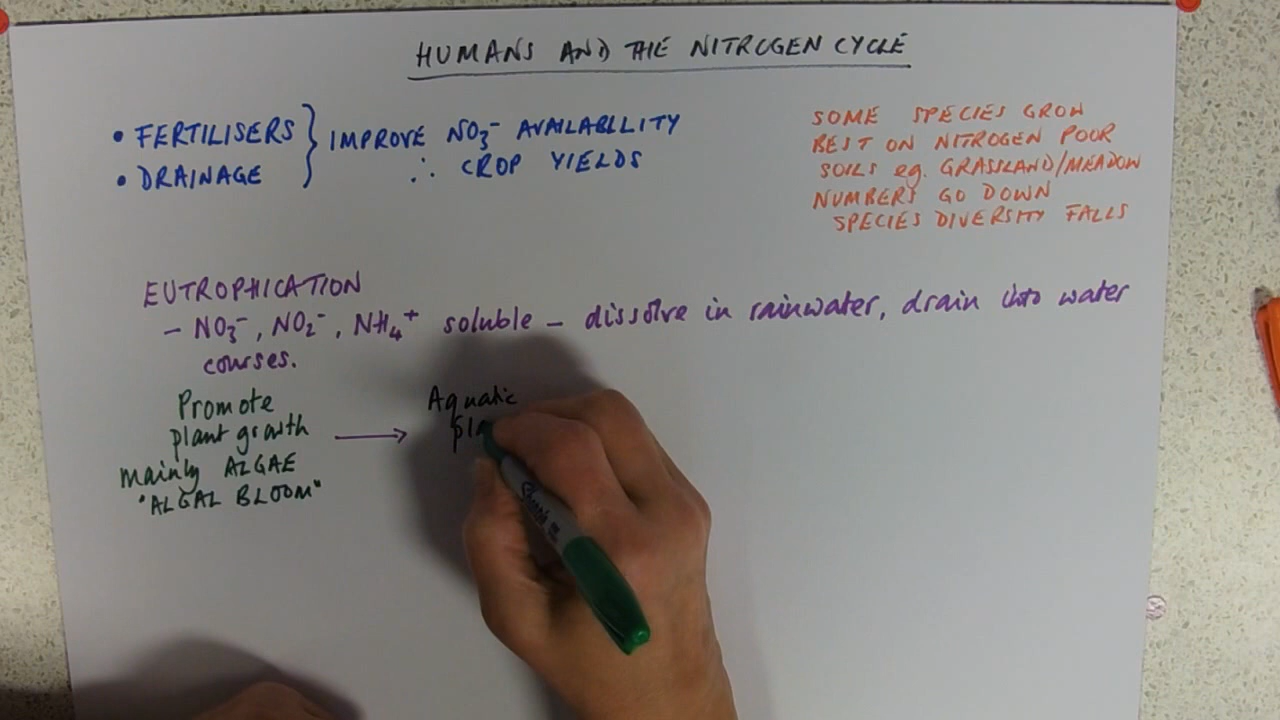 HUMANS AND THE NITROGEN CYCLE
• FERTILISERS } IMPROVE NO₃⁻ AVAILABILITY
• DRAINAGE ∴ CROP YIELDS
SOME SPECIES GROW
BEST ON NITROGEN POOR
SOILS eg. GRASSLAND/MEADOW
NUMBERS GO DOWN
SPECIES DIVERSITY FALLS
EUTROPHICATION
– NO₃⁻, NO₂⁻, NH₄⁺ soluble – dissolve in rainwater, drain into water
courses.
Promote
plant growth →
mainly ALGAE
"ALGAL BLOOM"
Aquatic
pla
Sharpie